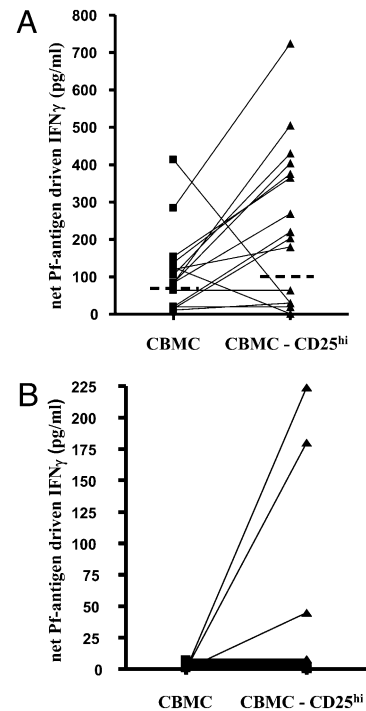 A
net Pf-antigen driven IFNγ (pg/ml)
800
700
600
500
400
300
200
100
0
CBMC
CBMC - CD25hi
B
net Pf-antigen driven IFNγ (pg/ml)
225
200
175
150
125
100
75
50
25
0
CBMC
CBMC - CD25hi